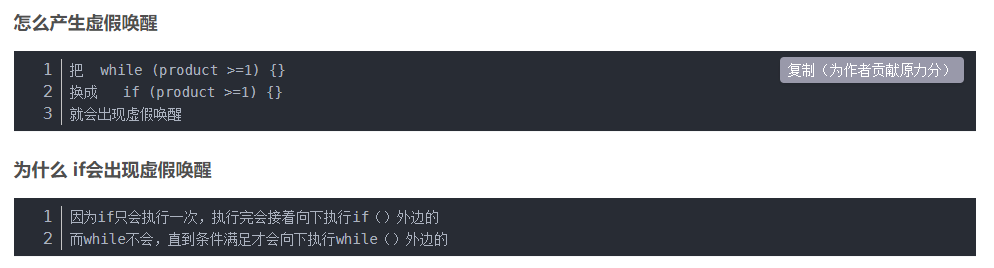 怎么产生虚假唤醒
1 把  while (product >=1) {}
复制（为作者贡献原力分）
2 换成   if (product >=1) {}
3 就会出现虚假唤醒
为什么 if会出现虚假唤醒
1 因为if只会执行一次，执行完会接着向下执行if（）外边的
2 而while不会，直到条件满足才会向下执行while（）外边的